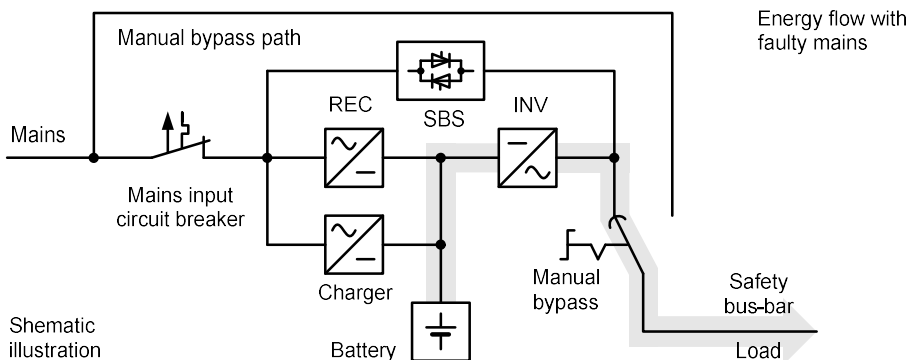 Energy flow with
faulty mains
Manual bypass path
REC
SBS
INV
Mains
Mains input
circuit breaker
Charger
Manual
bypass
Safety
bus-bar
Shematic
illustration
Battery
Load